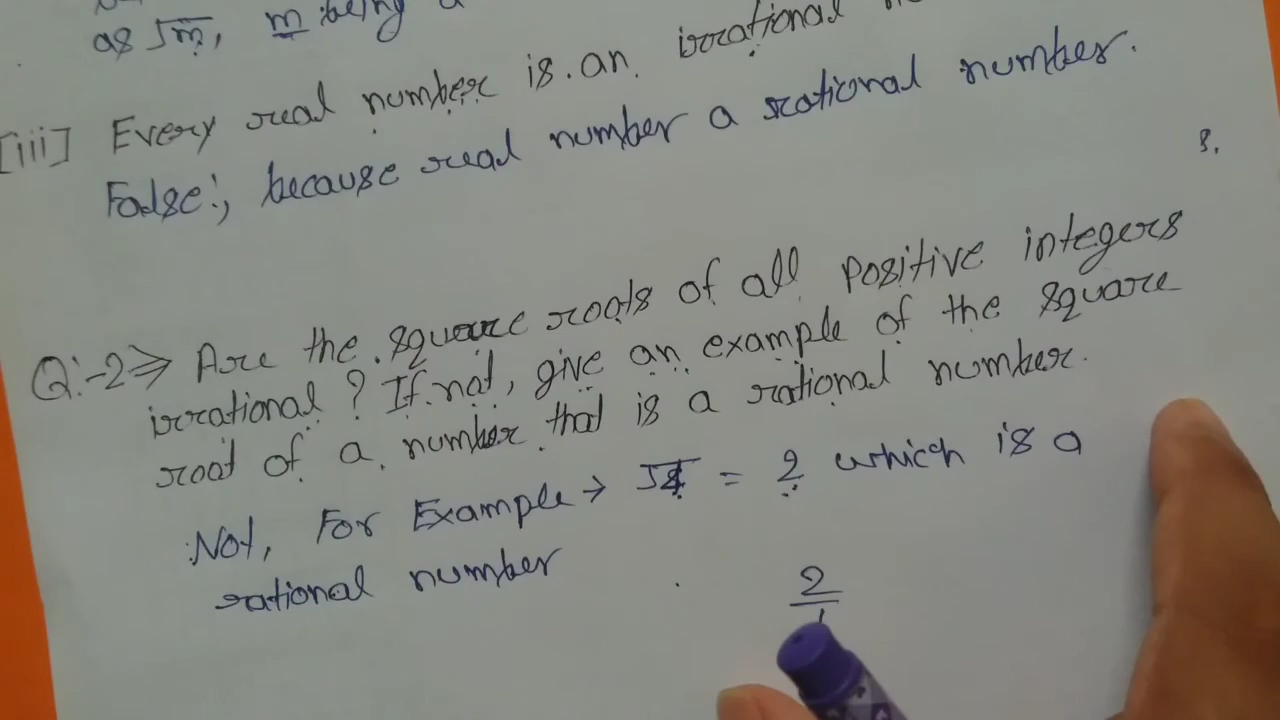 as √m, m being a
[iii] Every real number is an irrational
False:, because real number a rational number.
Q:-2⇒ Are the square roots of all positive integers
irrational? If not, give an example of the square
root of a number that is a rational number.
Not, For Example → √4 = 2 which is a
rational number
2